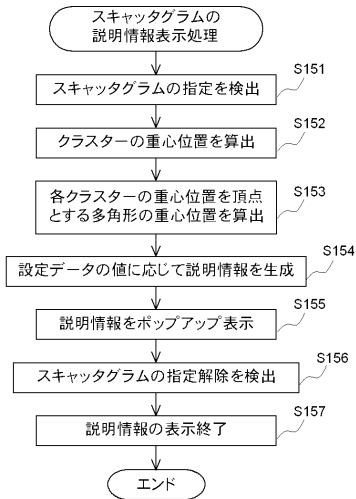 スキャッタグラムの
説明情報表示処理
S151
スキャッタグラムの指定を検出
S152
クラスターの重心位置を算出
S153
各クラスターの重心位置を頂点
とする多角形の重心位置を算出
S154
設定データの値に応じて説明情報を生成
S155
説明情報をポップアップ表示
S156
スキャッタグラムの指定解除を検出
S157
説明情報の表示終了
エンド